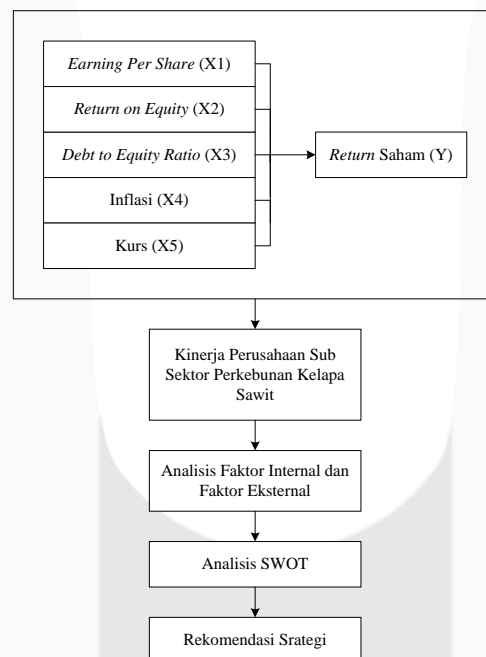 Earning Per Share (X1)
Return on Equity (X2)
Debt to Equity Ratio (X3)
Inflasi (X4)
Kurs (X5)
Return Saham (Y)
Kinerja Perusahaan Sub
Sektor Perkebunan Kelapa
Sawit
Analisis Faktor Internal dan
Faktor Eksternal
Analisis SWOT
Rekomendasi Srategi